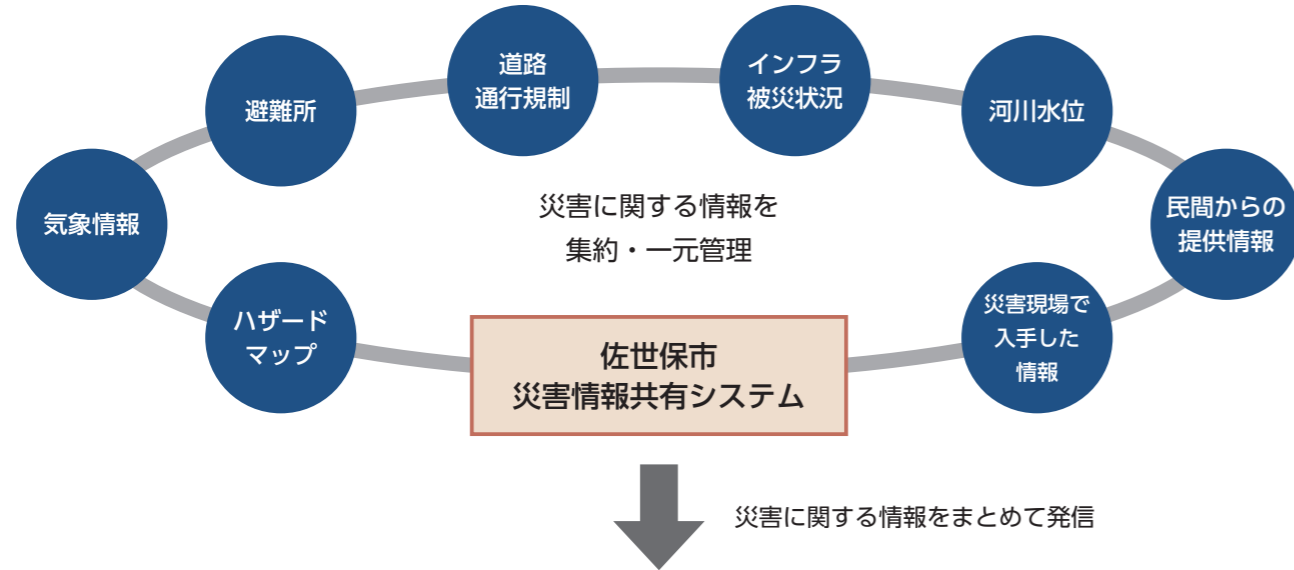 道路
通行規制
インフラ
被災状況
避難所
河川水位
気象情報
民間からの
提供情報
災害に関する情報を
集約・一元管理
ハザード
マップ
災害現場で
入手した
情報
佐世保市
災害情報共有システム
災害に関する情報をまとめて発信